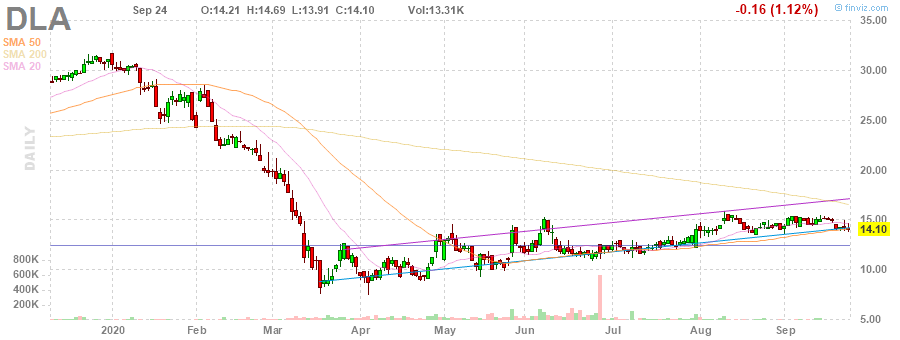 DLA
Sep 24 O:14.21 H:14.69 L:13.91 C:14.10 Vol:13.31K
-0.16 (1.12%)
© finviz.com
SMA 50
SMA 200
SMA 20
DAILY
35.00
30.00
25.00
20.00
15.00
14.10
10.00
5.00
800K
600K
400K
200K
2020 Feb Mar Apr May Jun Jul Aug Sep